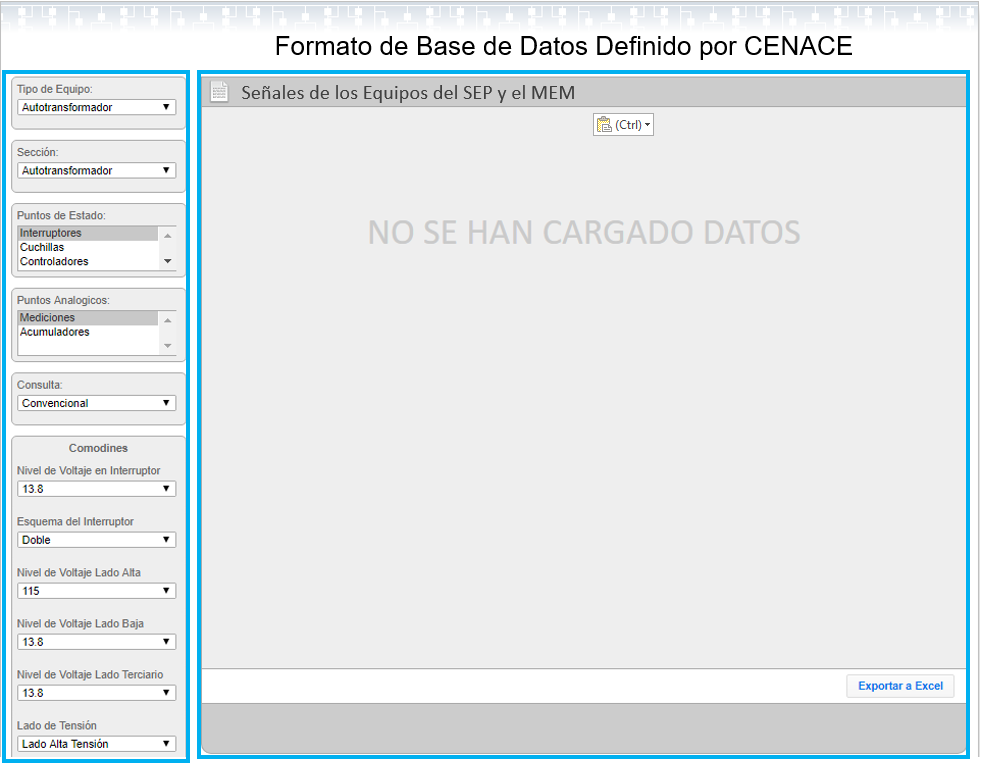 Formato de Base de Datos Definido por CENACE
Tipo de Equipo:
Autotransformador
Sección:
Autotransformador
Puntos de Estado:
Interruptores
Cuchillas
Controladores
Puntos Analogicos:
Mediciones
Acumuladores
Consulta:
Convencional
Comodines
Nivel de Voltaje en Interruptor
13.8
Esquema del Interruptor
Doble
Nivel de Voltaje Lado Alta
115
Nivel de Voltaje Lado Baja
13.8
Nivel de Voltaje Lado Terciario
13.8
Lado de Tensión
Lado Alta Tensión
Señales de los Equipos del SEP y el MEM
(Ctrl)
NO SE HAN CARGADO DATOS
Exportar a Excel